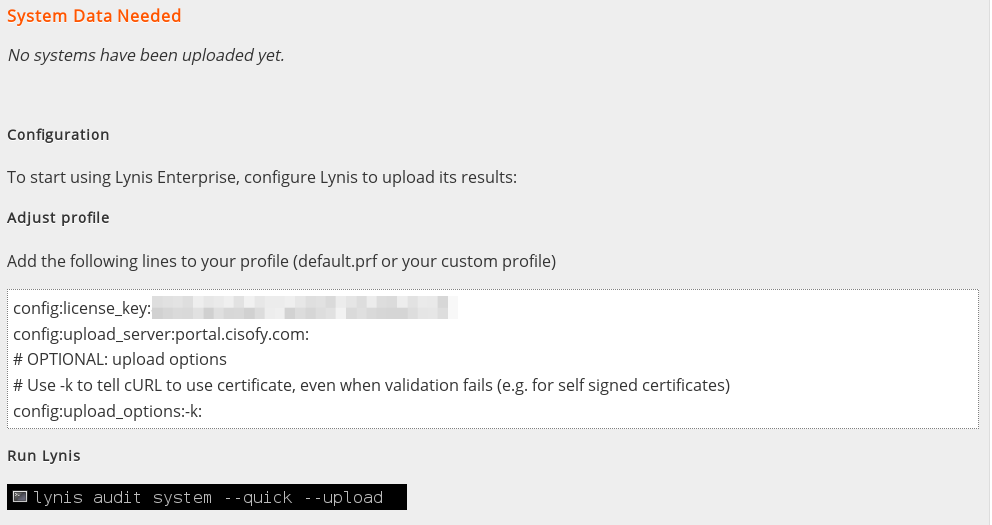 System Data Needed
No systems have been uploaded yet.
Configuration
To start using Lynis Enterprise, configure Lynis to upload its results:
Adjust profile
Add the following lines to your profile (default.prf or your custom profile)
config:license_key:
config:upload_server:portal.cisofy.com:
# OPTIONAL: upload options
# Use -k to tell cURL to use certificate, even when validation fails (e.g. for self signed certificates)
config:upload_options:-k:
Run Lynis
lynis audit system --quick --upload